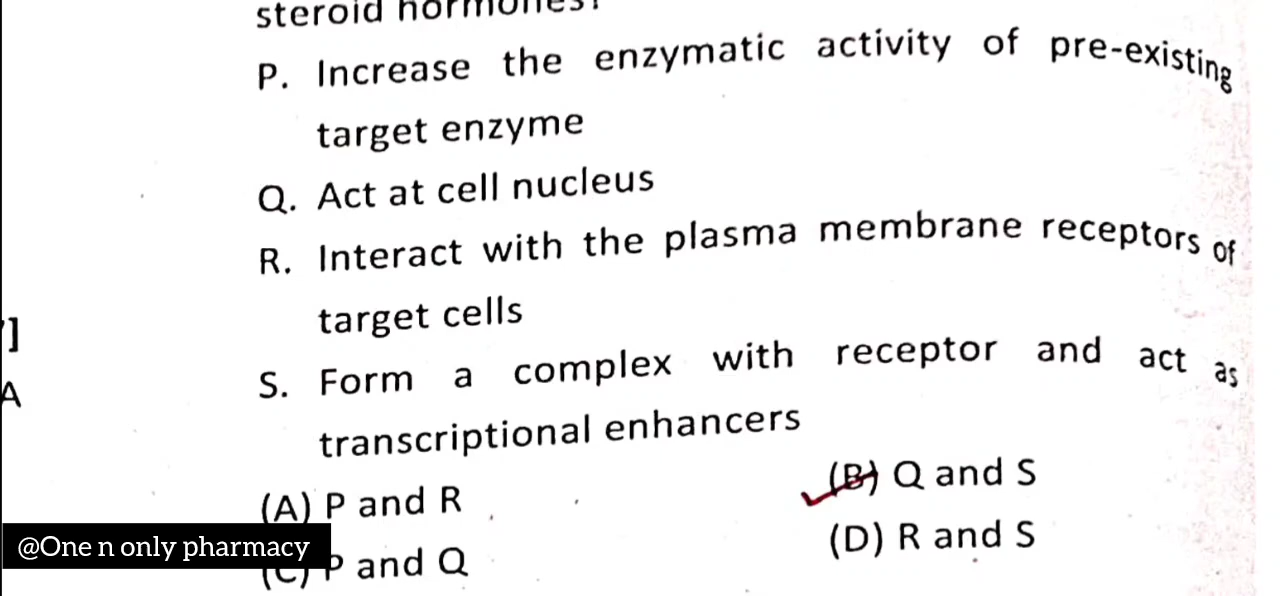 steroid hormones?
P. Increase the enzymatic activity of pre-existing
target enzyme
Q. Act at cell nucleus
R. Interact with the plasma membrane receptors of
target cells
']
S. Form a complex with receptor and act as
A
transcriptional enhancers
(B) Q and S
(A) P and R
(D) R and S
@One n only pharmacy
(C) P and Q